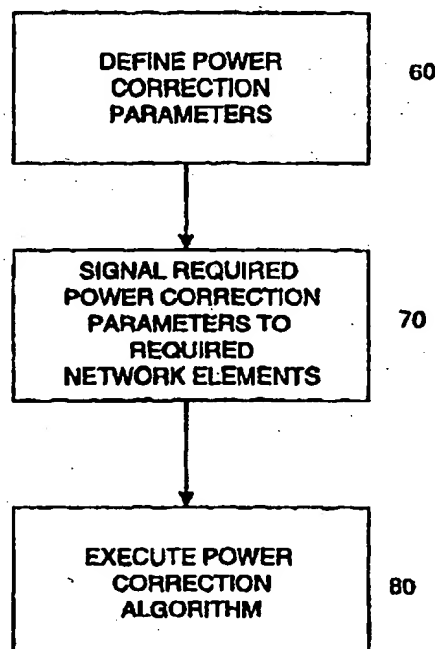 DEFINE POWER
CORRECTION
PARAMETERS
60
SIGNAL REQUIRED
POWER CORRECTION
PARAMETERS TO
REQUIRED
NETWORK ELEMENTS
70
EXECUTE POWER
CORRECTION
ALGORITHM
80